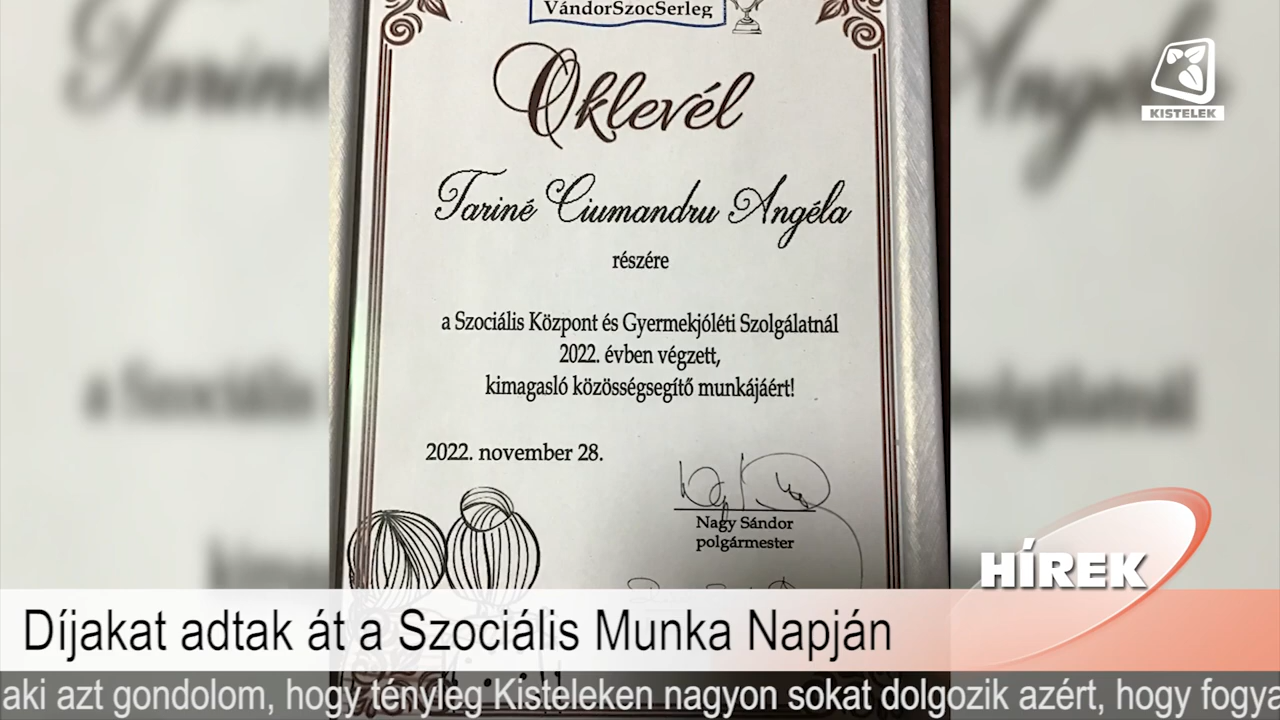 VándorSzocSerleg
Oklevél
Tariné Ciumandru Angéla
részére
a Szociális Központ és Gyermekjóléti Szolgálatnál
2022. évben végzett,
kimagasló közösségsegítő munkájáért!
2022. november 28.
Nagy Sándor
polgármester
KISTELEK
HÍREK
Díjakat adtak át a Szociális Munka Napján
aki azt gondolom, hogy tényleg Kisteleken nagyon sokat dolgozik azért, hogy fogya